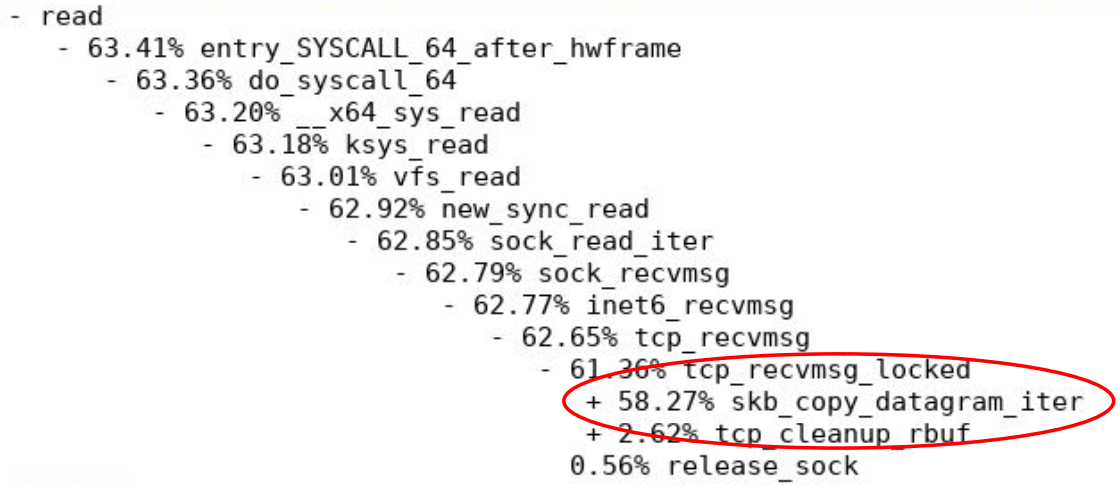 - read
- 63.41% entry_SYSCALL_64_after_hwframe
- 63.36% do_syscall_64
- 63.20% __x64_sys_read
- 63.18% ksys_read
- 63.01% vfs_read
- 62.92% new_sync_read
- 62.85% sock_read_iter
- 62.79% sock_recvmsg
- 62.77% inet6_recvmsg
- 62.65% tcp_recvmsg
- 61.36% tcp_recvmsg_locked
+ 58.27% skb_copy_datagram_iter
+ 2.62% tcp_cleanup_rbuf
0.56% release_sock